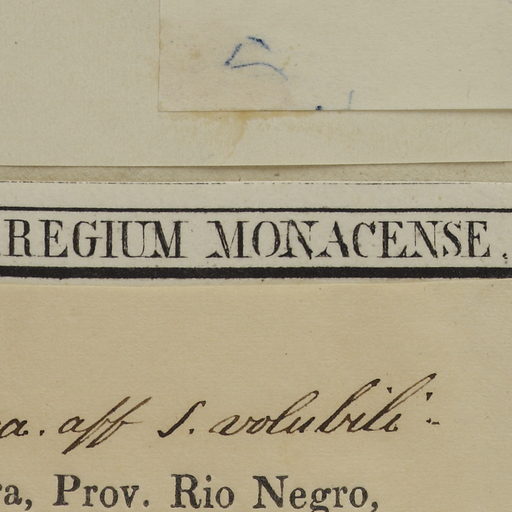 REGIUM MONACENSE.
a. aff S. volubili.
a, Prov. Rio Negro,